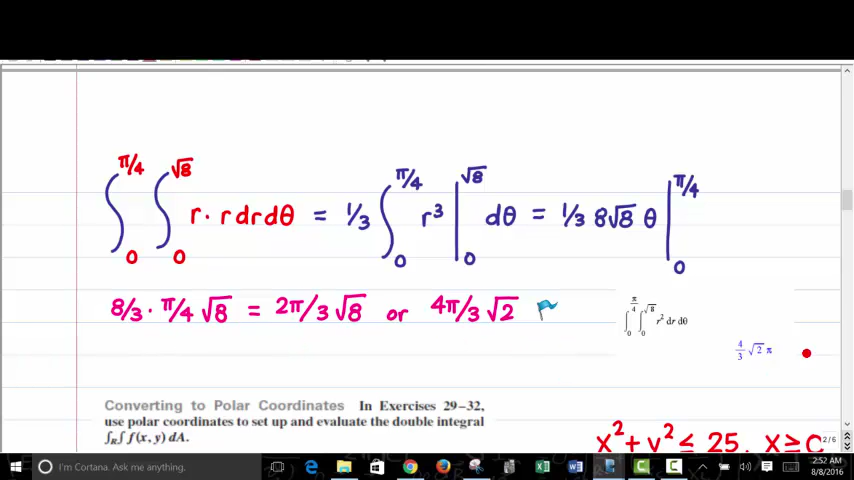 ∫₀^π/4 ∫₀^√8 r · r dr dθ = 1/3 ∫₀^π/4 r³ |₀^√8 dθ = 1/3 8√8 θ |₀^π/4
8/3 · π/4 √8 = 2π/3 √8 or 4π/3 √2
∫₀^π/4 ∫₀^√8 r² dr dθ
4/3 √2 π
Converting to Polar Coordinates In Exercises 29–32,
use polar coordinates to set up and evaluate the double integral
∫R∫ f(x, y) dA.
x² + y² ≤ 25, x ≥ 0
2/6
I'm Cortana. Ask me anything.
2:52 AM
8/8/2016